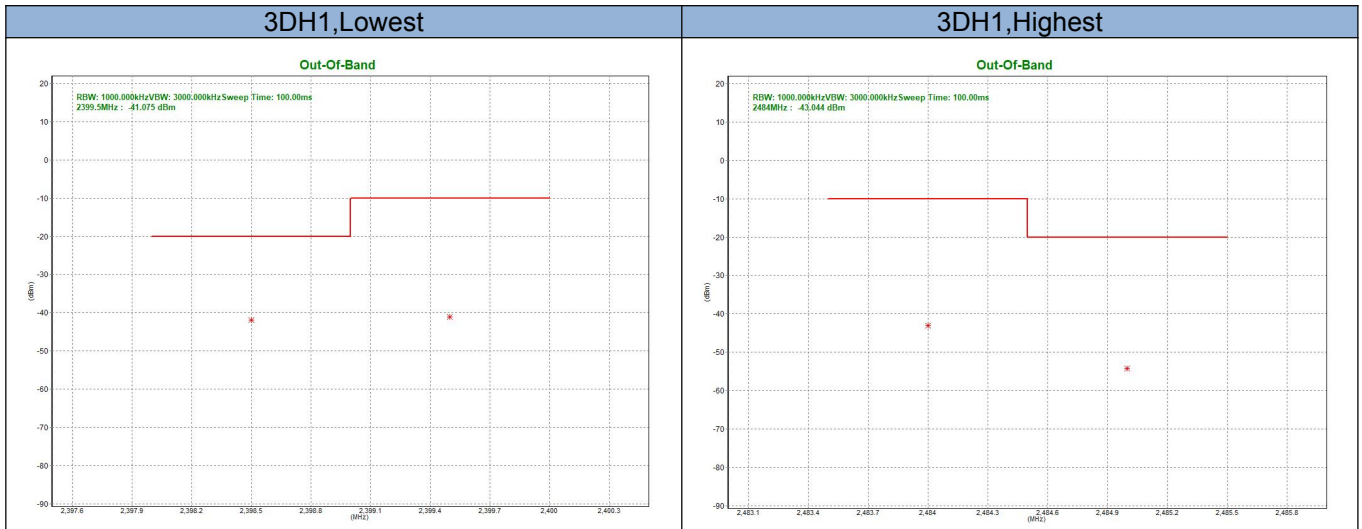 3DH1,Lowest
3DH1,Highest
Out-Of-Band
RBW: 1000.000kHzVBW: 3000.000kHzSweep Time: 100.00ms
2399.5MHz : -41.075 dBm
20
10
0
-10
-20
-30
-40
-50
-60
-70
-80
-90
(dBm)
2,397.6 2,397.9 2,398.2 2,398.5 2,398.8 2,399.1 2,399.4 2,399.7 2,400 2,400.3
(MHz)
Out-Of-Band
RBW: 1000.000kHzVBW: 3000.000kHzSweep Time: 100.00ms
2484MHz : -43.044 dBm
20
10
0
-10
-20
-30
-40
-50
-60
-70
-80
-90
(dBm)
2,483.1 2,483.4 2,483.7 2,484 2,484.3 2,484.6 2,484.9 2,485.2 2,485.5 2,485.8
(MHz)